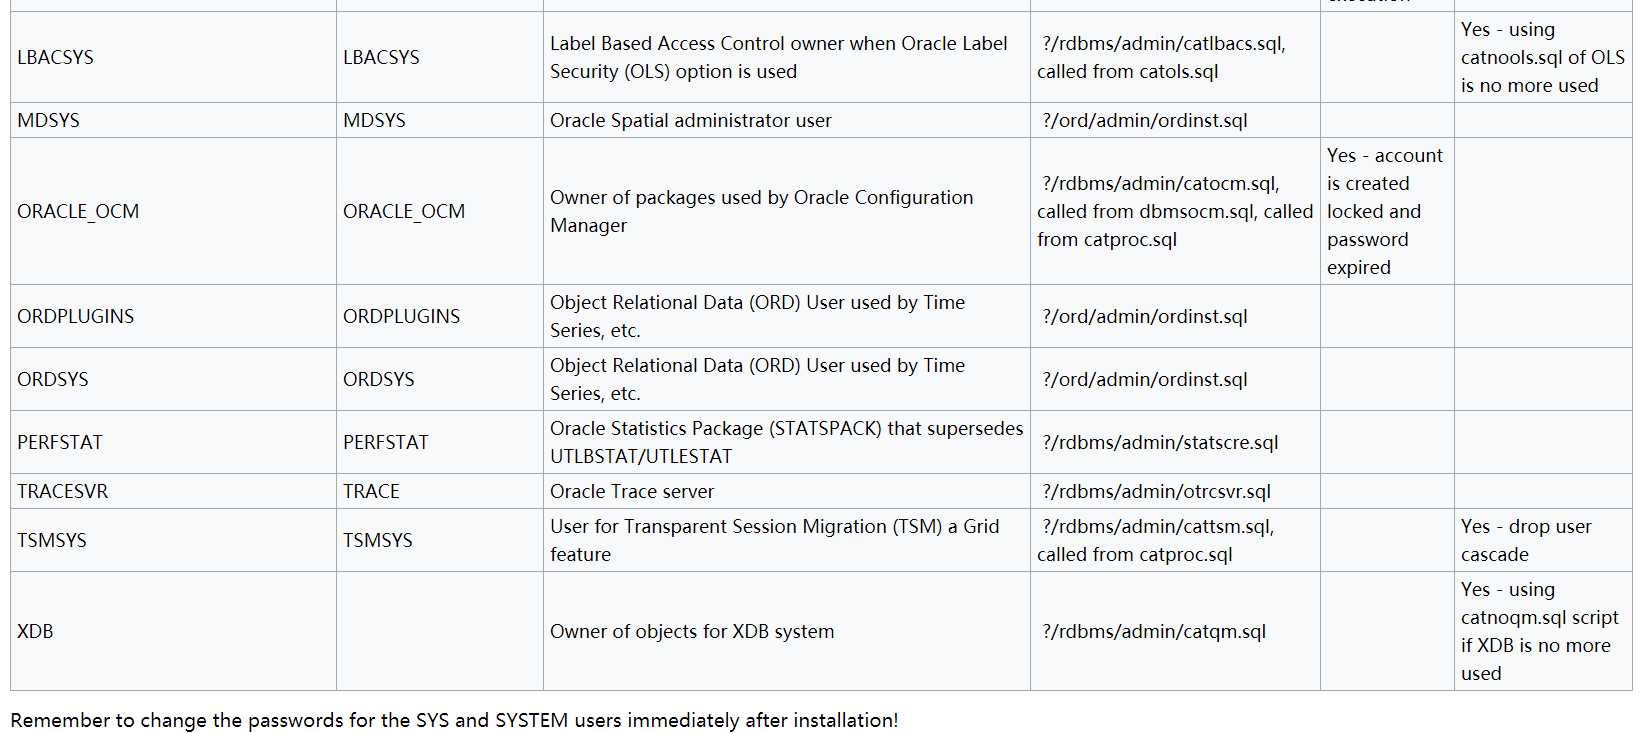 execution
LBACSYS
LBACSYS
Label Based Access Control owner when Oracle Label
Security (OLS) option is used
?/rdbms/admin/catlbacs.sql,
called from catols.sql
Yes - using
catnools.sql of OLS
is no more used
MDSYS
MDSYS
Oracle Spatial administrator user
?/ord/admin/ordinst.sql
ORACLE_OCM
ORACLE_OCM
Owner of packages used by Oracle Configuration
Manager
?/rdbms/admin/catocm.sql,
called from dbmsocm.sql, called
from catproc.sql
Yes - account
is created
locked and
password
expired
ORDPLUGINS
ORDPLUGINS
Object Relational Data (ORD) User used by Time
Series, etc.
?/ord/admin/ordinst.sql
ORDSYS
ORDSYS
Object Relational Data (ORD) User used by Time
Series, etc.
?/ord/admin/ordinst.sql
PERFSTAT
PERFSTAT
Oracle Statistics Package (STATSPACK) that supersedes
UTLBSTAT/UTLESTAT
?/rdbms/admin/statscre.sql
TRACESVR
TRACE
Oracle Trace server
?/rdbms/admin/otrcsvr.sql
TSMSYS
TSMSYS
User for Transparent Session Migration (TSM) a Grid
feature
?/rdbms/admin/cattsm.sql,
called from catproc.sql
Yes - drop user
cascade
XDB
Owner of objects for XDB system
?/rdbms/admin/catqm.sql
Yes - using
catnoqm.sql script
if XDB is no more
used
Remember to change the passwords for the SYS and SYSTEM users immediately after installation!